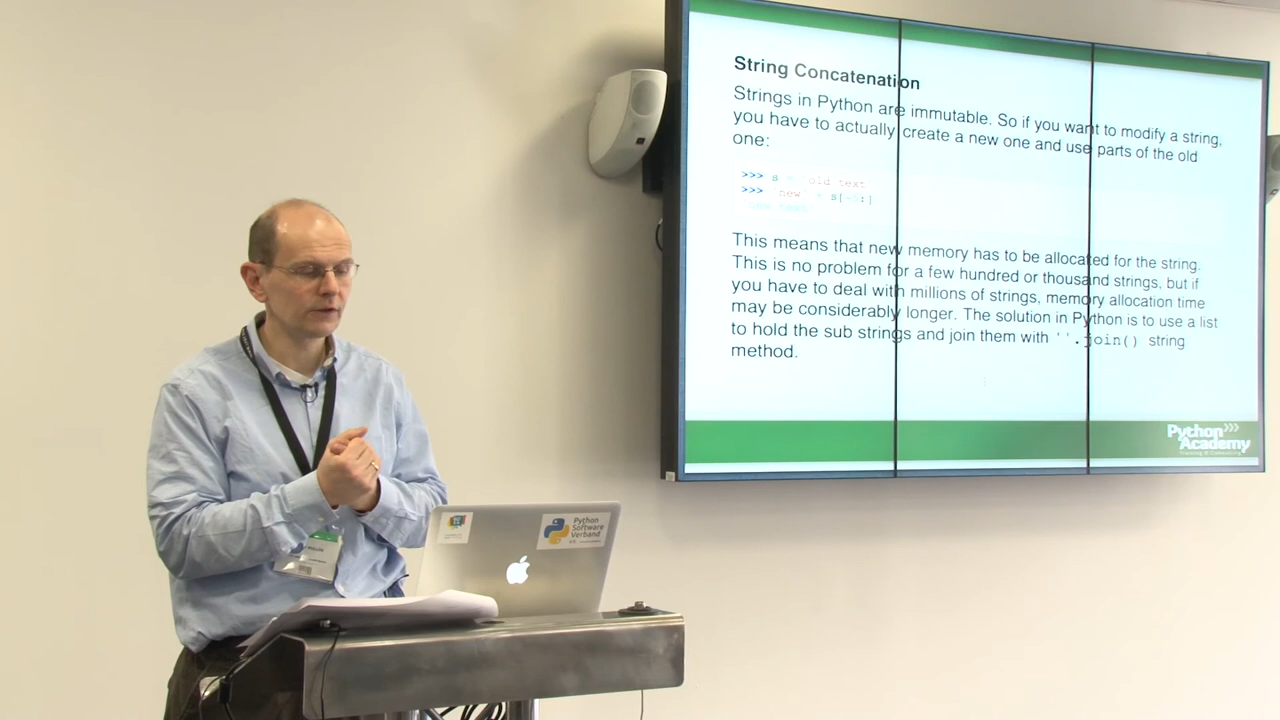 String Concatenation
Strings in Python are immutable. So if you want to modify a string,
you have to actually create a new one and use parts of the old
one:
>>> s = 'old text'
>>> 'new' + s[-5:]
'new text'
This means that new memory has to be allocated for the string.
This is no problem for a few hundred or thousand strings, but if
you have to deal with millions of strings, memory allocation time
may be considerably longer. The solution in Python is to use a list
to hold the sub strings and join them with ''.join() string
method.
Python
Academy
Python
Software
Verband